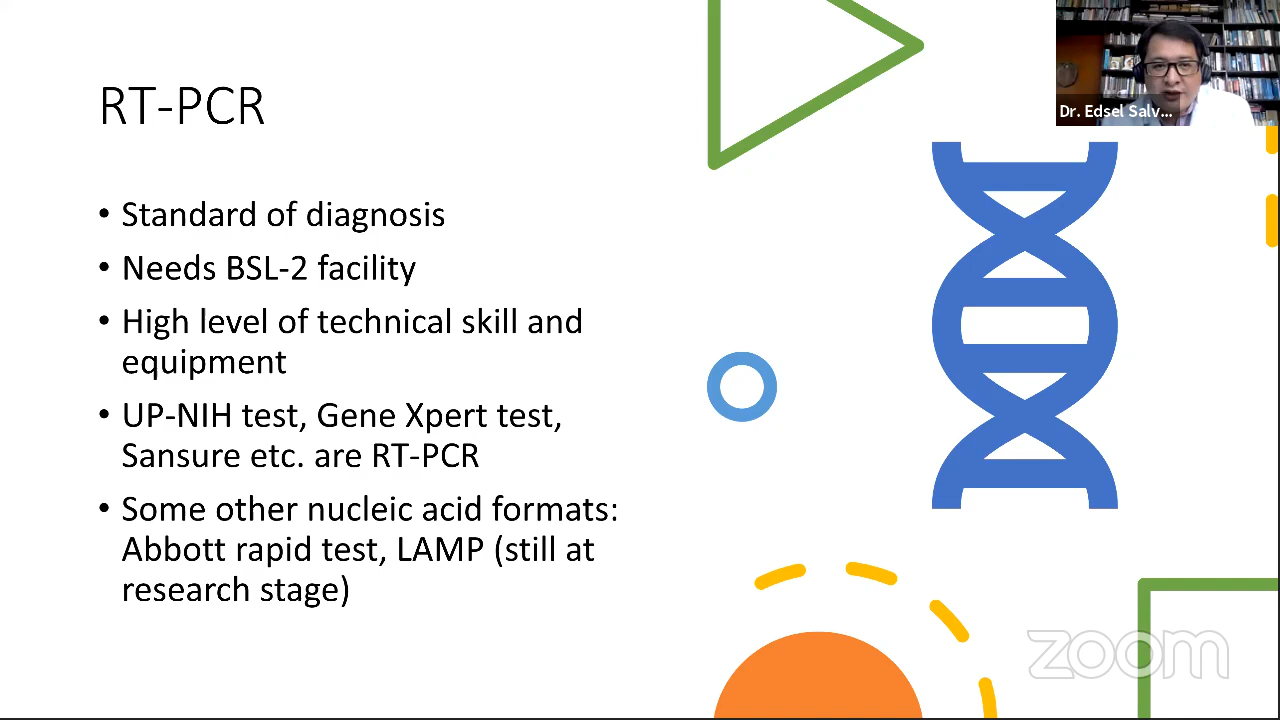 RT-PCR
• Standard of diagnosis
• Needs BSL-2 facility
• High level of technical skill and
equipment
• UP-NIH test, Gene Xpert test,
Sansure etc. are RT-PCR
• Some other nucleic acid formats:
Abbott rapid test, LAMP (still at
research stage)
Dr. Edsel Salv...
zoom